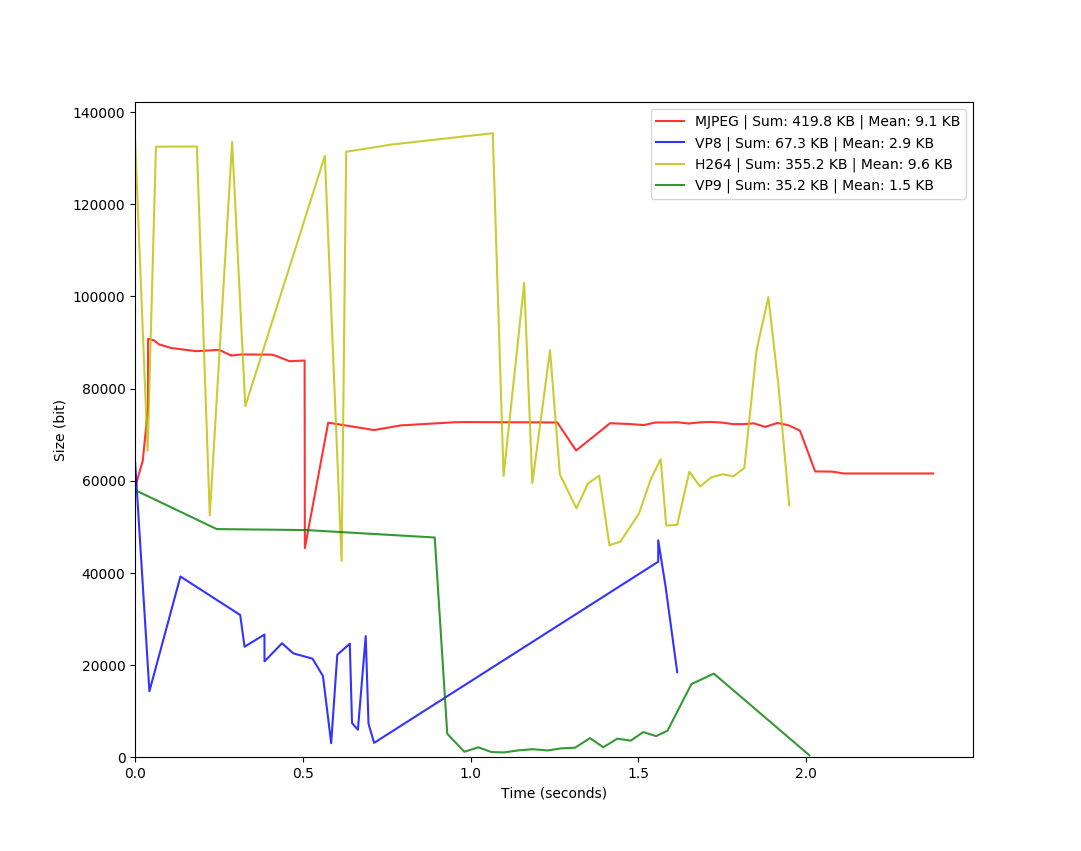 140000
120000
100000
80000
60000
40000
20000
0
Size (bit)
MJPEG | Sum: 419.8 KB | Mean: 9.1 KB
VP8 | Sum: 67.3 KB | Mean: 2.9 KB
H264 | Sum: 355.2 KB | Mean: 9.6 KB
VP9 | Sum: 35.2 KB | Mean: 1.5 KB
0.0 0.5 1.0 1.5 2.0
Time (seconds)